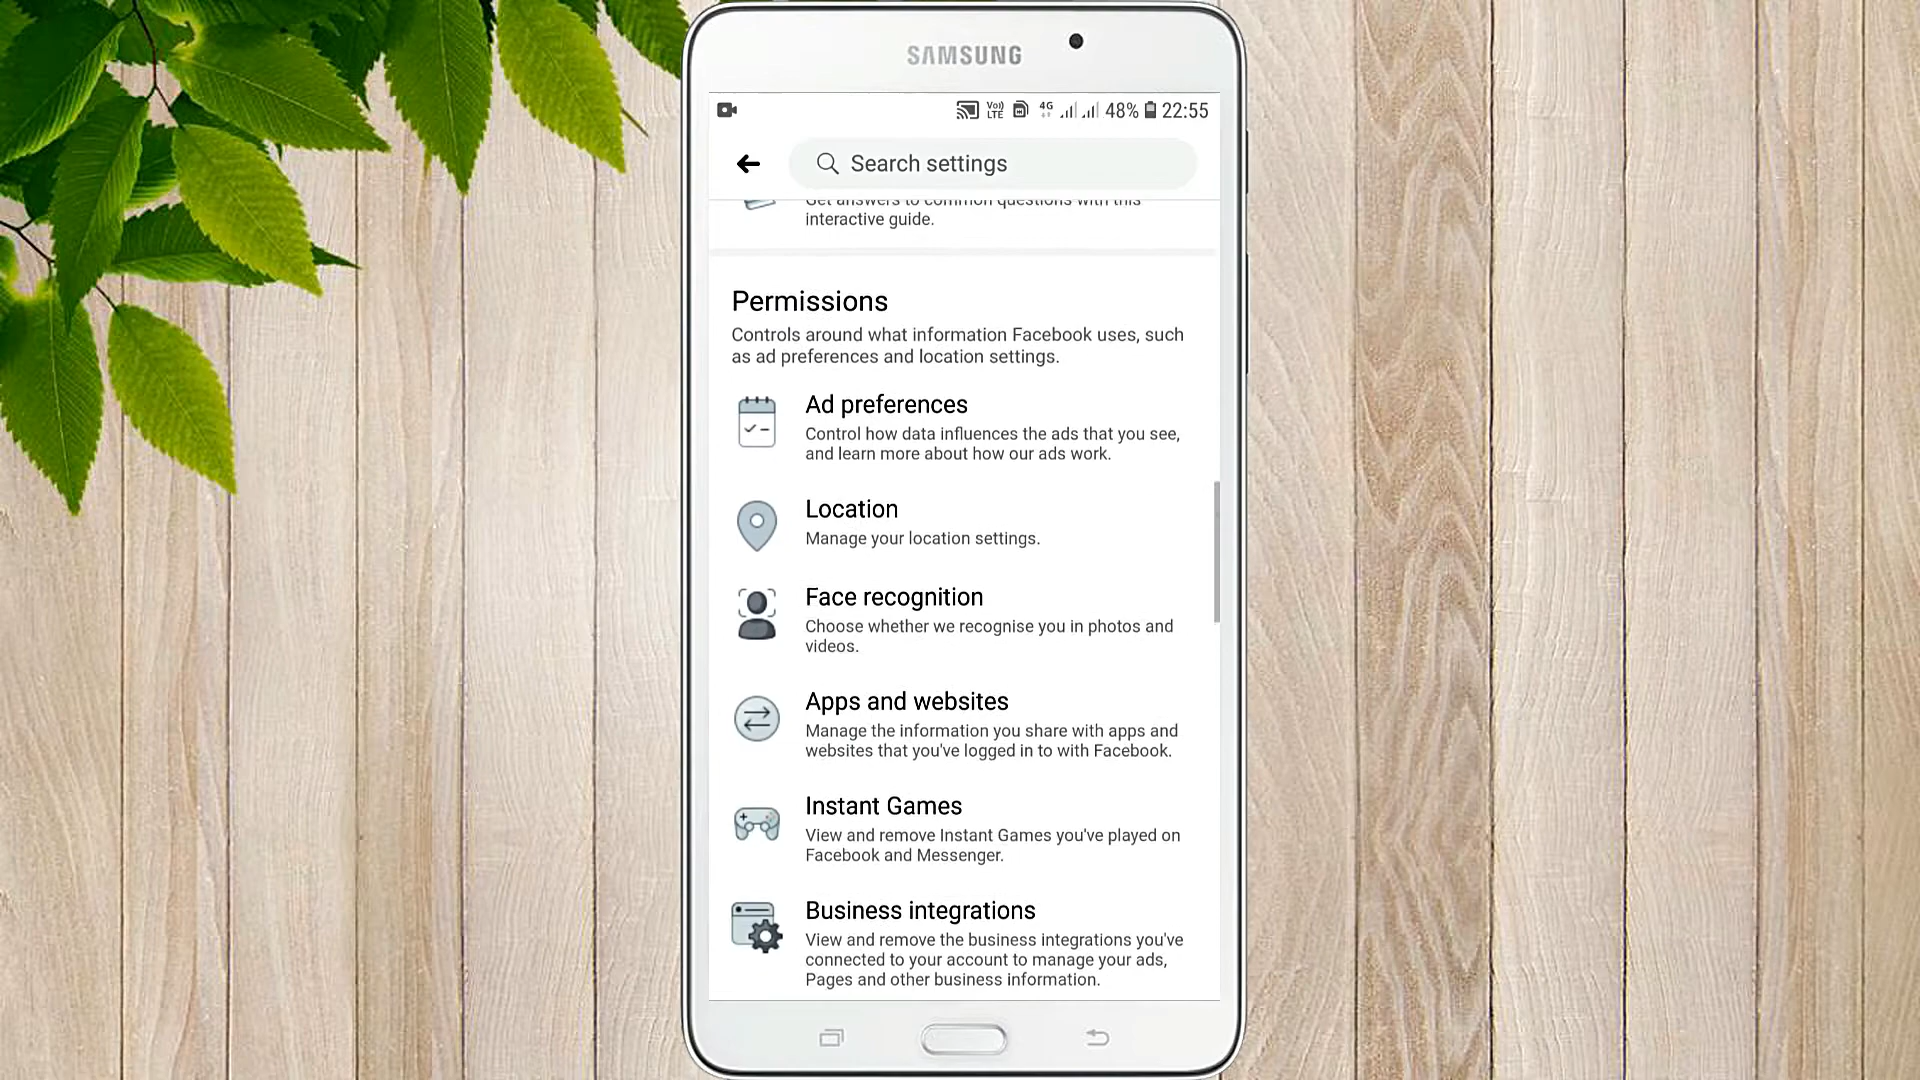 SAMSUNG
Vo)) LTE 4G 48% 22:55
Search settings
Get answers to common questions with this
interactive guide.
Permissions
Controls around what information Facebook uses, such
as ad preferences and location settings.
Ad preferences
Control how data influences the ads that you see,
and learn more about how our ads work.
Location
Manage your location settings.
Face recognition
Choose whether we recognise you in photos and
videos.
Apps and websites
Manage the information you share with apps and
websites that you've logged in to with Facebook.
Instant Games
View and remove Instant Games you've played on
Facebook and Messenger.
Business integrations
View and remove the business integrations you've
connected to your account to manage your ads,
Pages and other business information.